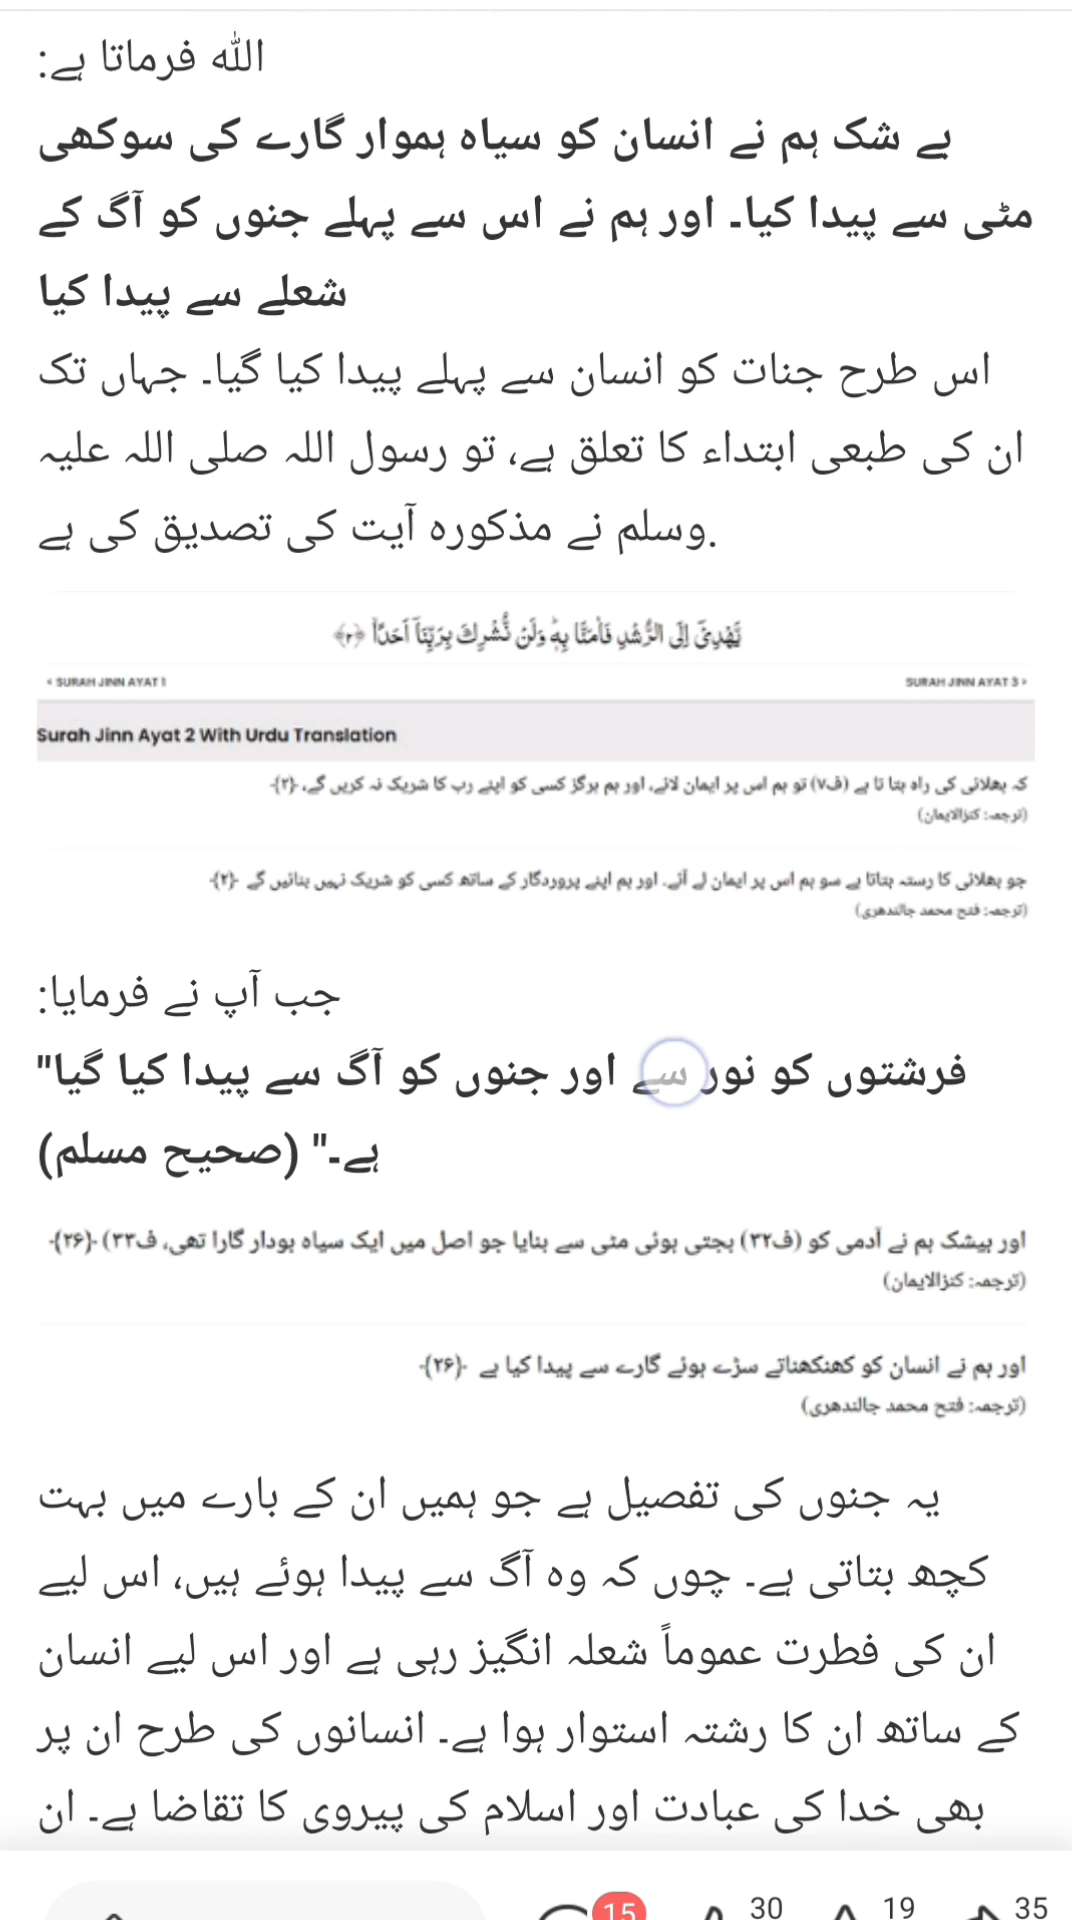 اللّٰہ فرماتا ہے:
بے شک ہم نے انسان کو سیاہ ہموار گارے کی سوکھی
مٹی سے پیدا کیا۔ اور ہم نے اس سے پہلے جنوں کو آگ کے
شعلے سے پیدا کیا
اس طرح جنات کو انسان سے پہلے پیدا کیا گیا۔ جہاں تک
ان کی طبعی ابتداء کا تعلق ہے، تو رسول اللہ صلی اللہ علیہ
وسلم نے مذکورہ آیت کی تصدیق کی ہے.
يَّهْدِىْۤ اِلَى الرُّشْدِ فَاٰمَنَّا بِهٖ ؕ وَلَنْ نُّشْرِكَ بِرَبِّنَاۤ اَحَدًا ۙ‏﴿۲﴾
< SURAH JINN AYAT 1
SURAH JINN AYAT 3 >
Surah Jinn Ayat 2 With Urdu Translation
کہ بھلائی کی راہ بتا تا ہے (ف۷) تو ہم اس پر ایمان لائے، اور ہم ہرگز کسی کو اپنے رب کا شریک نہ کریں گے، ﴿۲﴾-
(ترجمہ: کنزالایمان)
جو بھلائی کا رستہ بتاتا ہے سو ہم اس پر ایمان لے آئے۔ اور ہم اپنے پروردگار کے ساتھ کسی کو شریک نہیں بنائیں گے ﴿۲﴾-
(ترجمہ: فتح محمد جالندھری)
جب آپ نے فرمایا:
فرشتوں کو نور سے اور جنوں کو آگ سے پیدا کیا گیا"
ہے۔" (صحیح مسلم)
اور بیشک ہم نے آدمی کو (ف۳۲) بجتی ہوئی مٹی سے بنایا جو اصل میں ایک سیاہ بودار گارا تھی، ف۳۳) ﴿۲۶﴾-
(ترجمہ: کنزالایمان)
اور ہم نے انسان کو کھنکھناتے سڑے ہوئے گارے سے پیدا کیا ہے ﴿۲۶﴾-
(ترجمہ: فتح محمد جالندھری)
یہ جنوں کی تفصیل ہے جو ہمیں ان کے بارے میں بہت
کچھ بتاتی ہے۔ چوں کہ وہ آگ سے پیدا ہوئے ہیں، اس لیے
ان کی فطرت عموماً شعلہ انگیز رہی ہے اور اس لیے انسان
کے ساتھ ان کا رشتہ استوار ہوا ہے۔ انسانوں کی طرح ان پر
بھی خدا کی عبادت اور اسلام کی پیروی کا تقاضا ہے۔ ان
15
30
19
35